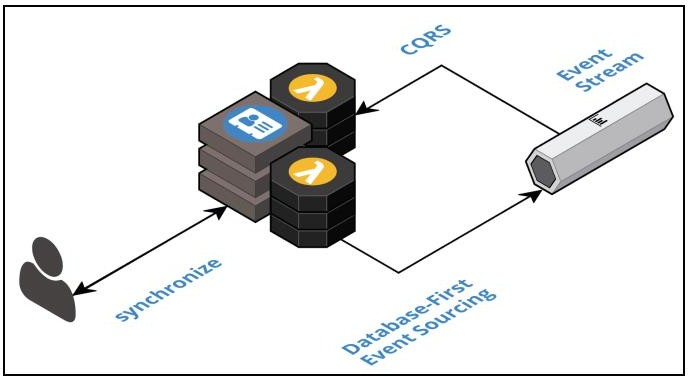 CQRS
Event
Stream
synchronize
Database-First
Event Sourcing